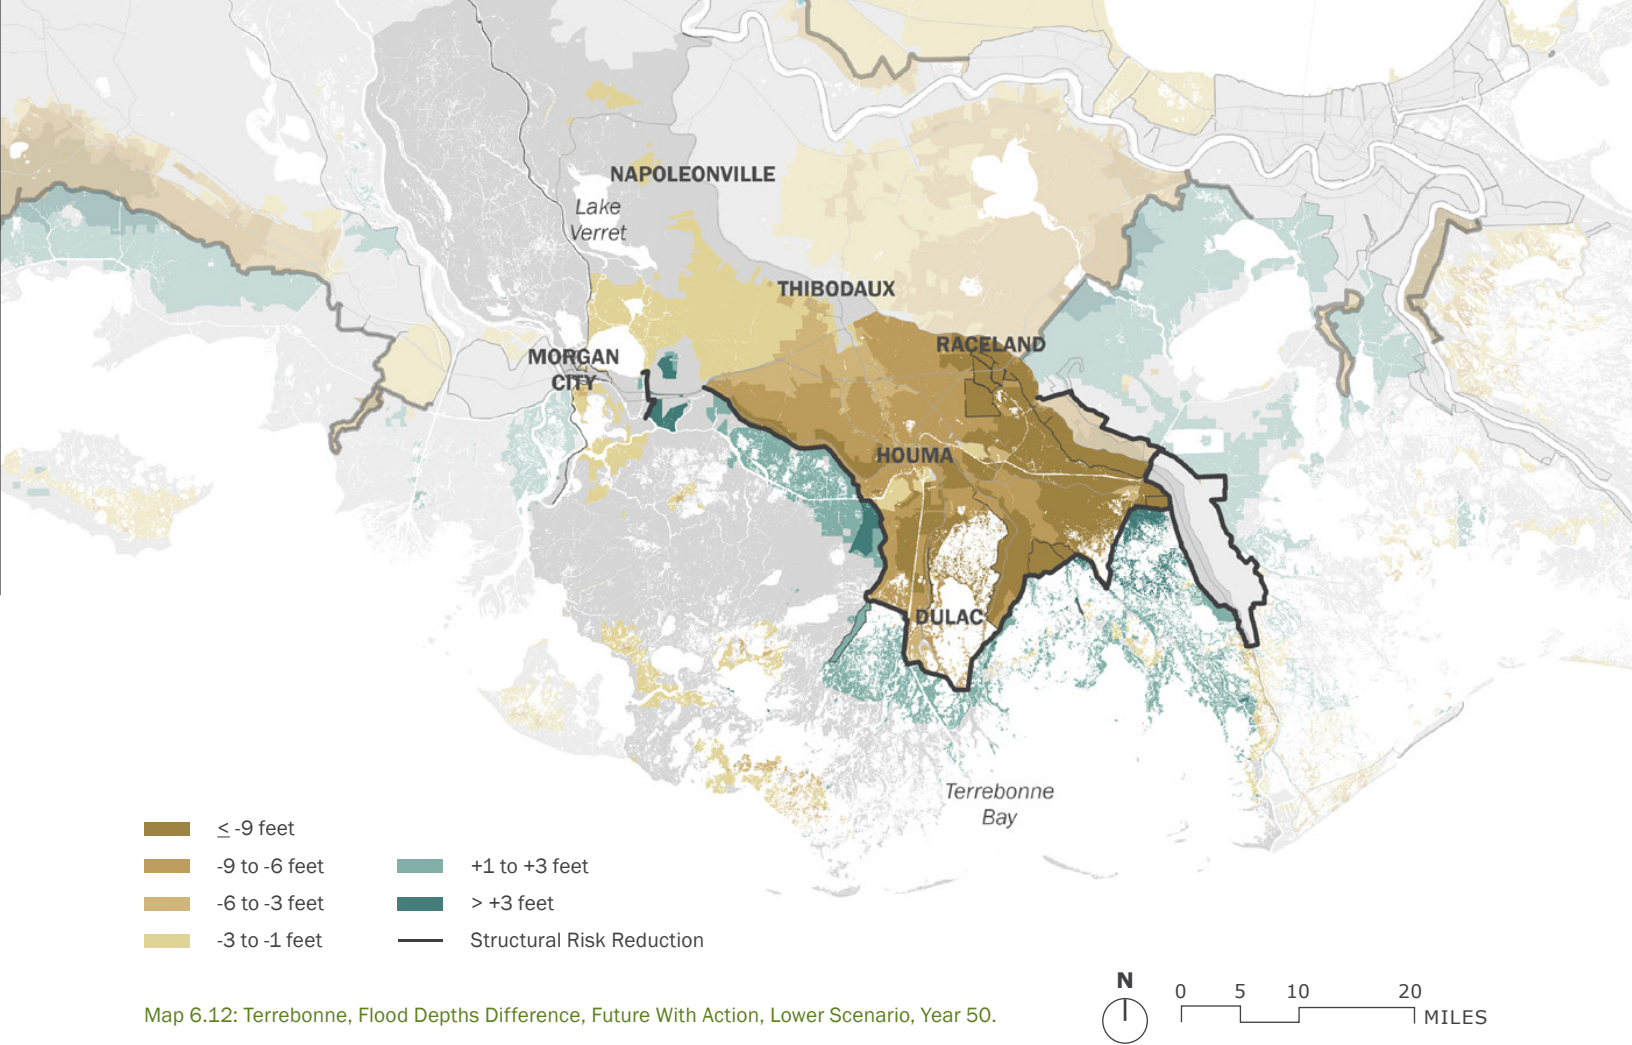 NAPOLEONVILLE
Lake
Verret
THIBODAUX
RACELAND
MORGAN
CITY
HOUMA
DULAC
Terrebonne
Bay
≤ -9 feet
-9 to -6 feet
+1 to +3 feet
-6 to -3 feet
> +3 feet
-3 to -1 feet
Structural Risk Reduction
N
0 5 10 20
MILES
Map 6.12: Terrebonne, Flood Depths Difference, Future With Action, Lower Scenario, Year 50.